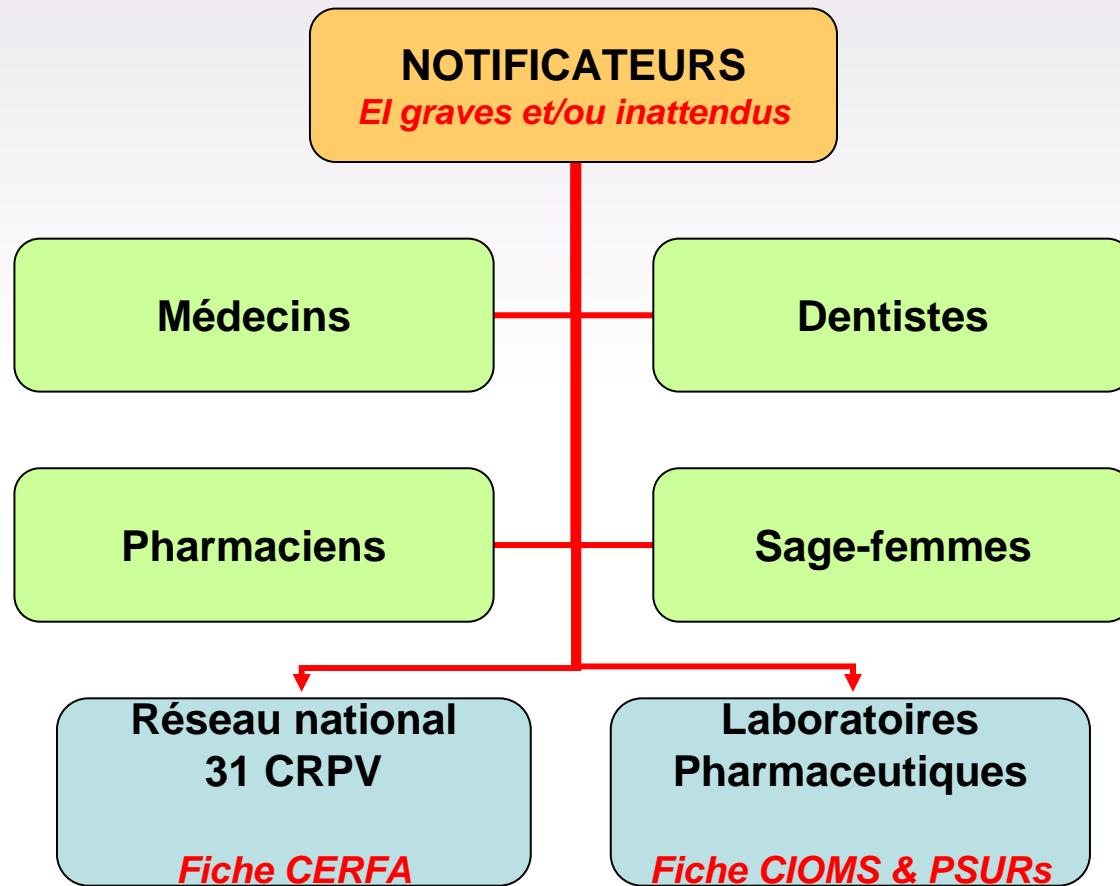 NOTIFICATEURS
EI graves et/ou inattendus
Médecins
Dentistes
Pharmaciens
Sage-femmes
Réseau national
31 CRPV
Fiche CERFA
Laboratoires
Pharmaceutiques
Fiche CIOMS & PSURs